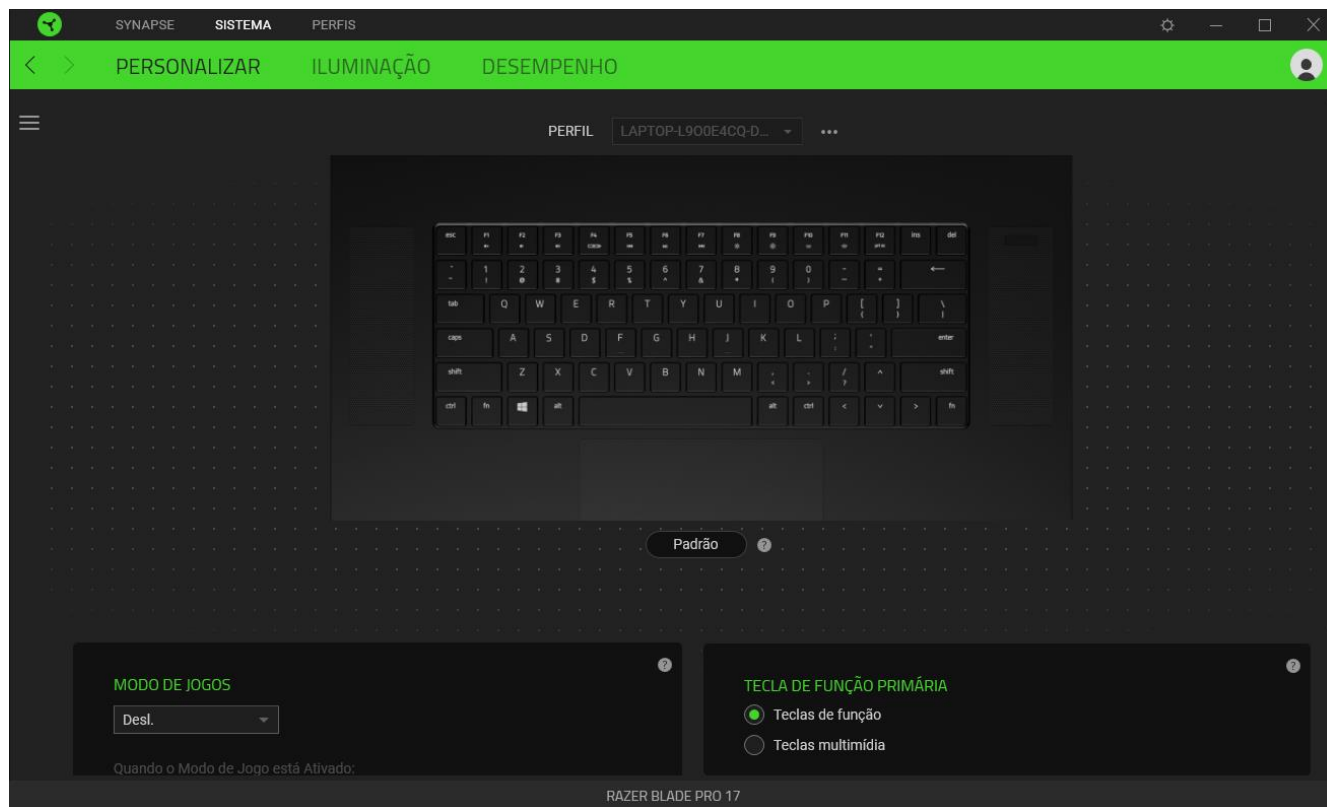 SYNAPSE SISTEMA PERFIS
PERSONALIZAR ILUMINAÇÃO DESEMPENHO
PERFIL LAPTOP-L9O0E4CQ-D... •••
esc F1 F2 F3 F4 F5 F6 F7 F8 F9 F10 F11 F12 ins del
1 2 3 4 5 6 7 8 9 0
tab Q W E R T Y U I O P [ ] \
caps A S D F G H J K L ; ' enter
shift Z X C V B N M , . / ^ shift
ctrl fn alt alt ctrl < v > fn
Padrão ?
MODO DE JOGOS ?
Desl.
Quando o Modo de Jogo está Ativado:
TECLA DE FUNÇÃO PRIMÁRIA ?
Teclas de função
Teclas multimídia
RAZER BLADE PRO 17